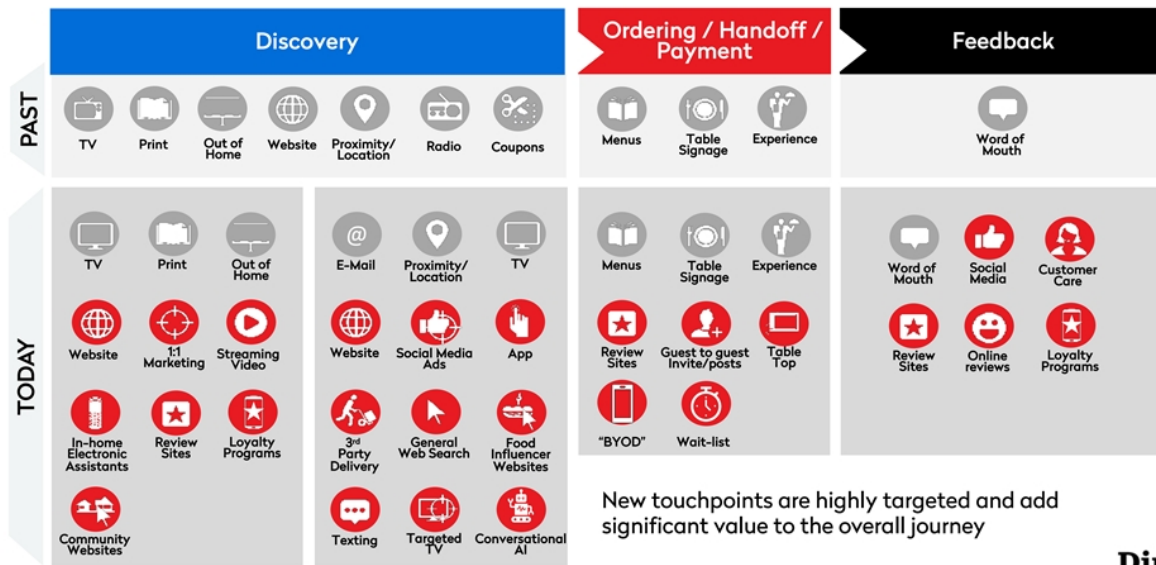 Discovery
Ordering / Handoff /
Payment
Feedback
PAST
TV
Print
Out of
Home
Website
Proximity/
Location
Radio
Coupons
Menus
Table
Signage
Experience
Word of
Mouth
TODAY
TV
Print
Out of
Home
Website
1:1
Marketing
Streaming
Video
In-home
Electronic
Assistants
Review
Sites
Loyalty
Programs
Community
Websites
@
E-Mail
Proximity/
Location
TV
Website
Social Media
Ads
App
3rd
Party
Delivery
General
Web Search
Food
Influencer
Websites
Texting
Targeted
TV
Conversational
AI
Menus
Table
Signage
Experience
Review
Sites
Guest to guest
Invite/posts
Table
Top
"BYOD"
Wait-list
Word of
Mouth
Social
Media
Customer
Care
Review
Sites
Online
reviews
Loyalty
Programs
New touchpoints are highly targeted and add
significant value to the overall journey